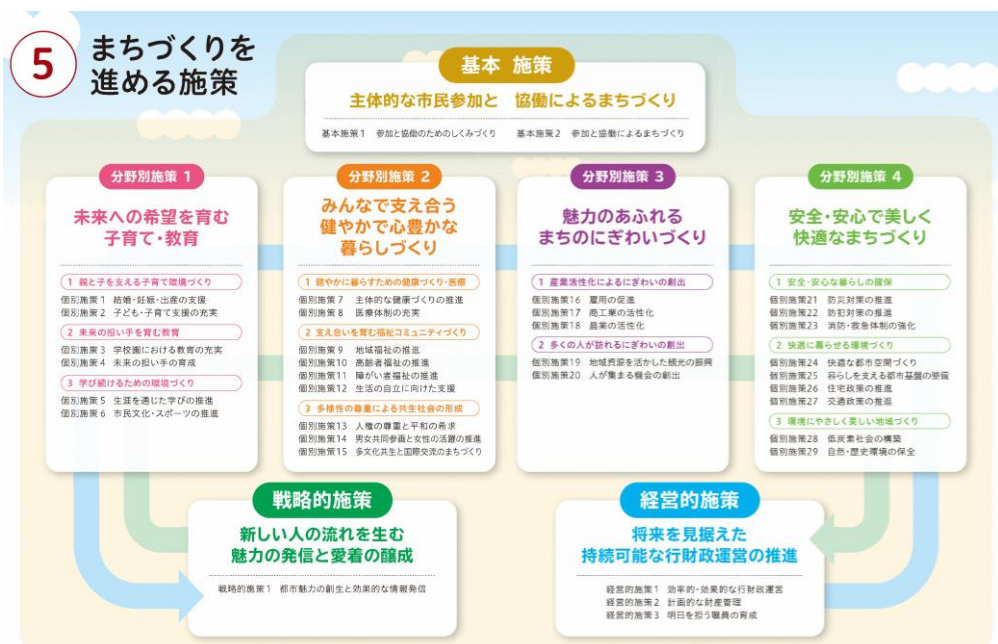 5
まちづくりを
進める施策
基本 施策
主体的な市民参加と 協働によるまちづくり
基本施策1 参加と協働のためのしくみづくり 基本施策2 参加と協働によるまちづくり
分野別施策 1
未来への希望を育む
子育て・教育
1 親と子を支える子育て環境づくり
個別施策1 結婚・妊娠・出産の支援
個別施策2 子ども・子育て支援の充実
2 未来の担い手を育む教育
個別施策3 学校園における教育の充実
個別施策4 未来の担い手の育成
3 学び続けるための環境づくり
個別施策5 生涯を通じた学びの推進
個別施策6 市民文化・スポーツの推進
分野別施策 2
みんなで支え合う
健やかで心豊かな
暮らしづくり
1 健やかに暮らすための健康づくり・医療
個別施策7 主体的な健康づくりの推進
個別施策8 医療体制の充実
2 支え合いを育む福祉コミュニティづくり
個別施策9 地域福祉の推進
個別施策10 高齢者福祉の推進
個別施策11 障がい者福祉の推進
個別施策12 生活の自立に向けた支援
3 多様性の尊重による共生社会の形成
個別施策13 人権の尊重と平和の希求
個別施策14 男女共同参画と女性の活躍の推進
個別施策15 多文化共生と国際交流のまちづくり
分野別施策 3
魅力のあふれる
まちのにぎわいづくり
1 産業活性化によるにぎわいの創出
個別施策16 雇用の促進
個別施策17 商工業の活性化
個別施策18 農業の活性化
2 多くの人が訪れるにぎわいの創出
個別施策19 地域資源を活かした観光の振興
個別施策20 人が集まる機会の創出
分野別施策 4
安全・安心で美しく
快適なまちづくり
1 安全・安心な暮らしの確保
個別施策21 防災対策の推進
個別施策22 防犯対策の推進
個別施策23 消防・救急体制の強化
2 快適に暮らせる環境づくり
個別施策24 快適な都市空間づくり
個別施策25 暮らしを支える都市基盤の整備
個別施策26 住宅政策の推進
個別施策27 交通政策の推進
3 環境にやさしく美しい地域づくり
個別施策28 低炭素社会の構築
個別施策29 自然・歴史環境の保全
戦略的施策
新しい人の流れを生む
魅力の発信と愛着の醸成
戦略的施策1 都市魅力の創生と効果的な情報発信
経営的施策
将来を見据えた
持続可能な行財政運営の推進
経営的施策1 効率的・効果的な行財政運営
経営的施策2 計画的な財産管理
経営的施策3 明日を担う職員の育成